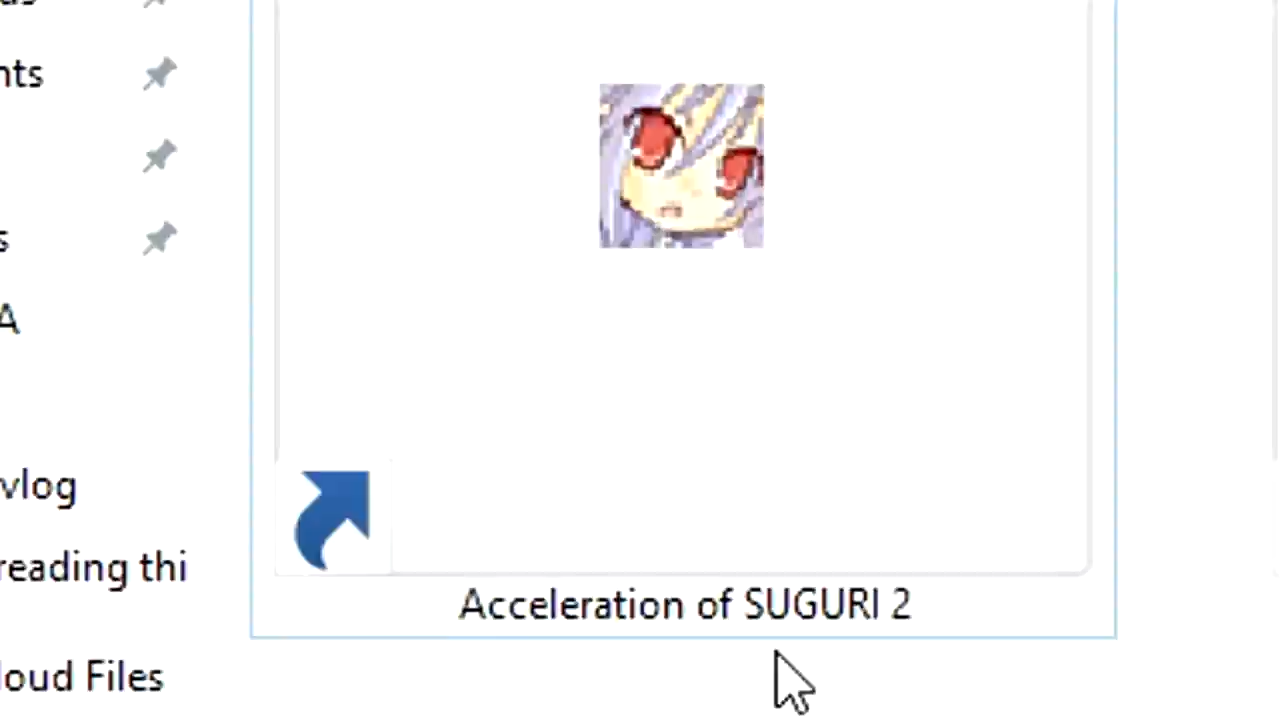 nts
s
A
vlog
reading thi
loud Files
Acceleration of SUGURI 2